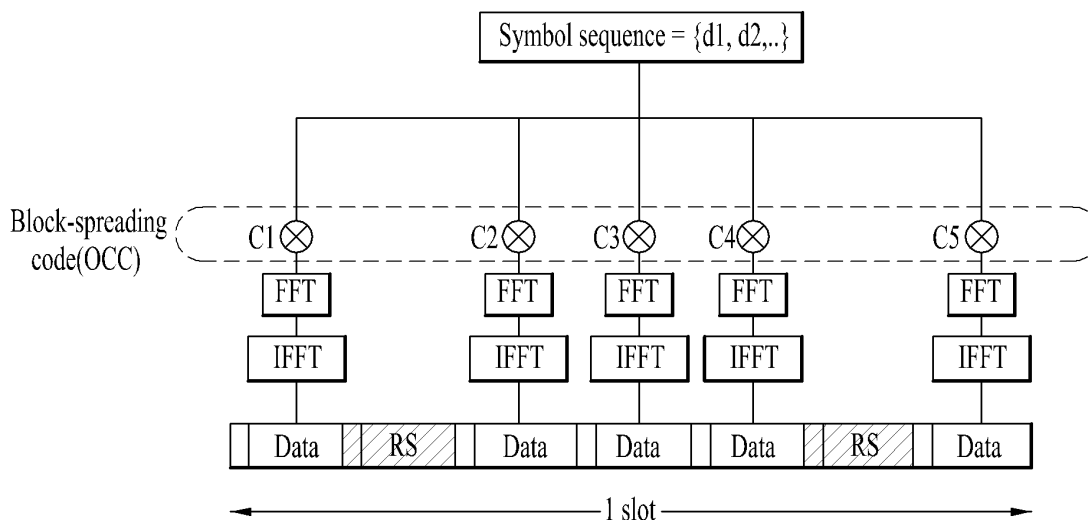 Symbol sequence = {d1, d2,..}
Block-spreading
code(OCC)
C1
C2
C3
C4
C5
FFT
FFT
FFT
FFT
FFT
IFFT
IFFT
IFFT
IFFT
IFFT
Data
RS
Data
Data
Data
RS
Data
1 slot